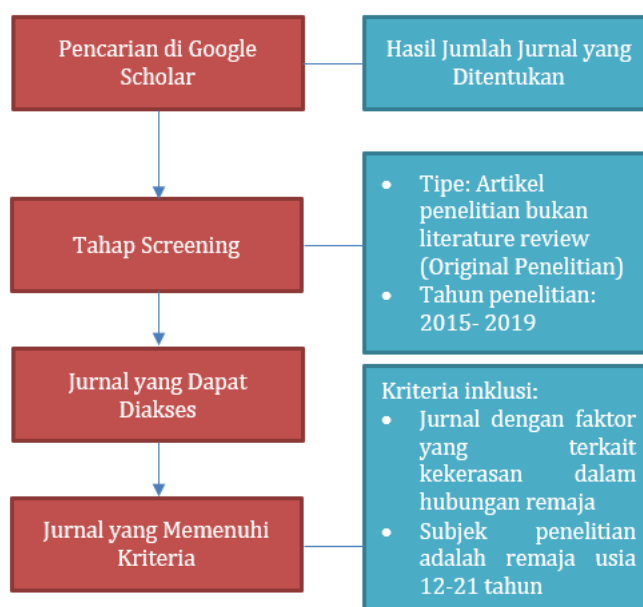 Pencarian di Google
Scholar
Hasil Jumlah Jurnal yang
Ditentukan
Tahap Screening
• Tipe: Artikel
penelitian bukan
literature review
(Original Penelitian)
• Tahun penelitian:
2015- 2019
Jurnal yang Dapat
Diakses
Jurnal yang Memenuhi
Kriteria
Kriteria inklusi:
• Jurnal dengan faktor
yang terkait
kekerasan dalam
hubungan remaja
• Subjek penelitian
adalah remaja usia
12-21 tahun